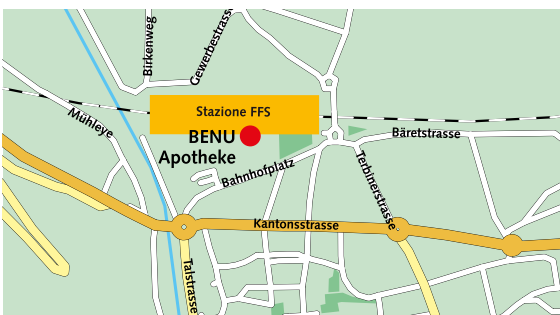 Birkenweg
Gewerbestrasse
Stazione FFS
Mühleye
BENU
Apotheke
Bäretstrasse
Bahnhofplatz
Terbinerstrasse
Kantonsstrasse
Talstrasse